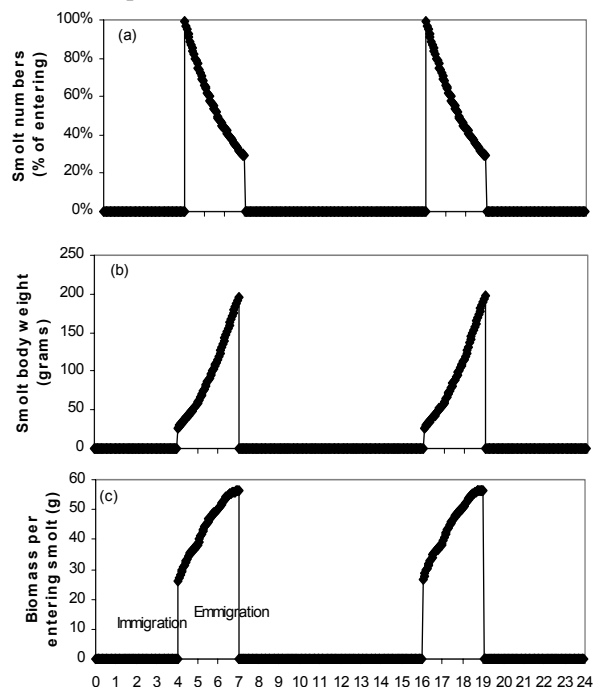 Smolt numbers
(% of entering)
100%
80%
60%
40%
20%
0%
(a)
Smolt body weight
(grams)
250
200
150
100
50
0
(b)
Biomass per
entering smolt (g)
60
50
40
30
20
10
0
(c)
Immigration
Emmigration
0 1 2 3 4 5 6 7 8 9 10 11 12 13 14 15 16 17 18 19 20 21 22 23 24